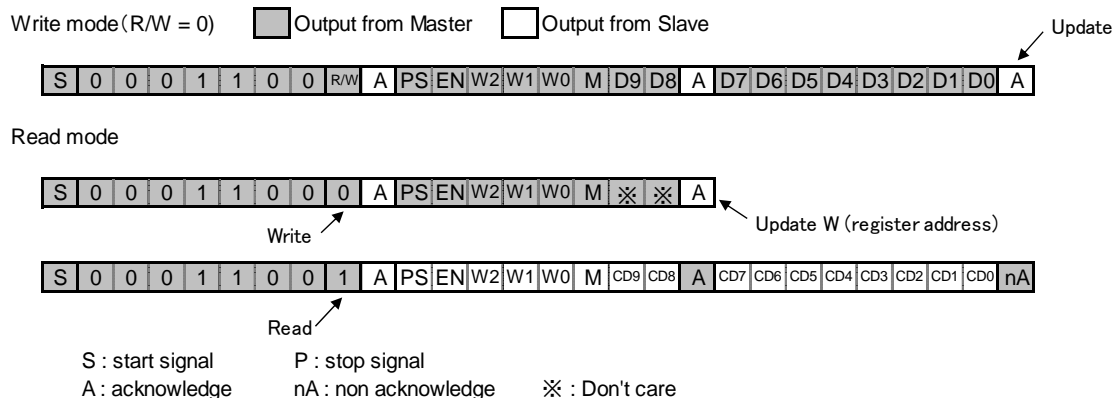 Write mode(R/W = 0) Output from Master Output from Slave Update
S 0 0 0 1 1 0 0 R/W A PS EN W2 W1 W0 M D9 D8 A D7 D6 D5 D4 D3 D2 D1 D0 A
Read mode
S 0 0 0 1 1 0 0 0 A PS EN W2 W1 W0 M ※ ※ A
Write Update W (register address)
S 0 0 0 1 1 0 0 1 A PS EN W2 W1 W0 M CD9 CD8 A CD7 CD6 CD5 CD4 CD3 CD2 CD1 CD0 nA
Read
S : start signal P : stop signal
A : acknowledge nA : non acknowledge ※ : Don't care